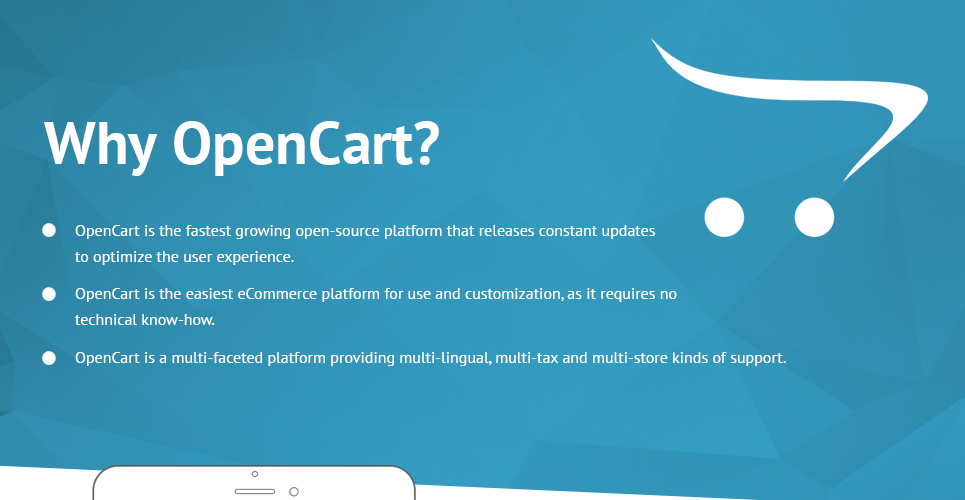 Why OpenCart?
OpenCart is the fastest growing open-source platform that releases constant updates
to optimize the user experience.
OpenCart is the easiest eCommerce platform for use and customization, as it requires no
technical know-how.
OpenCart is a multi-faceted platform providing multi-lingual, multi-tax and multi-store kinds of support.